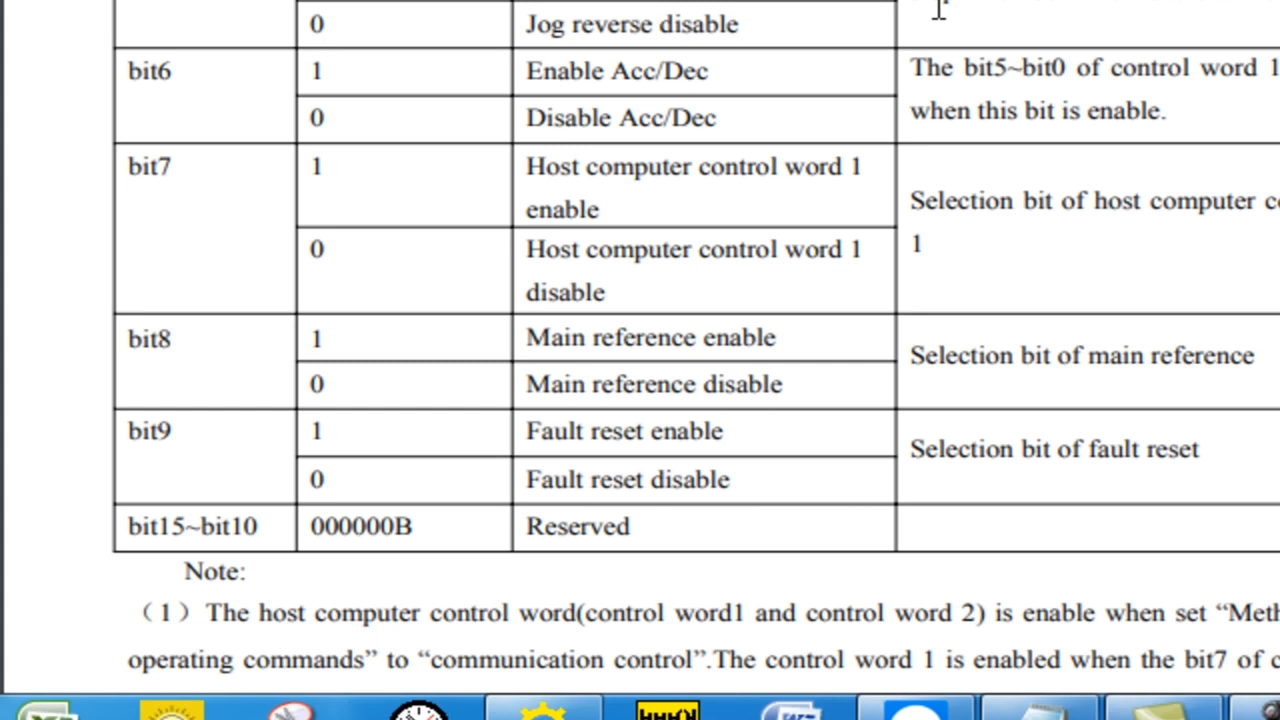 0 Jog reverse disable
bit6 1 Enable Acc/Dec The bit5~bit0 of control word 1
0 Disable Acc/Dec when this bit is enable.
bit7 1 Host computer control word 1
enable
Selection bit of host computer
0 Host computer control word 1
1
disable
bit8 1 Main reference enable
Selection bit of main reference
0 Main reference disable
bit9 1 Fault reset enable
Selection bit of fault reset
0 Fault reset disable
bit15~bit10 000000B Reserved
Note:
（1）The host computer control word(control word1 and control word 2) is enable when set “Meth
operating commands” to “communication control”.The control word 1 is enabled when the bit7 of